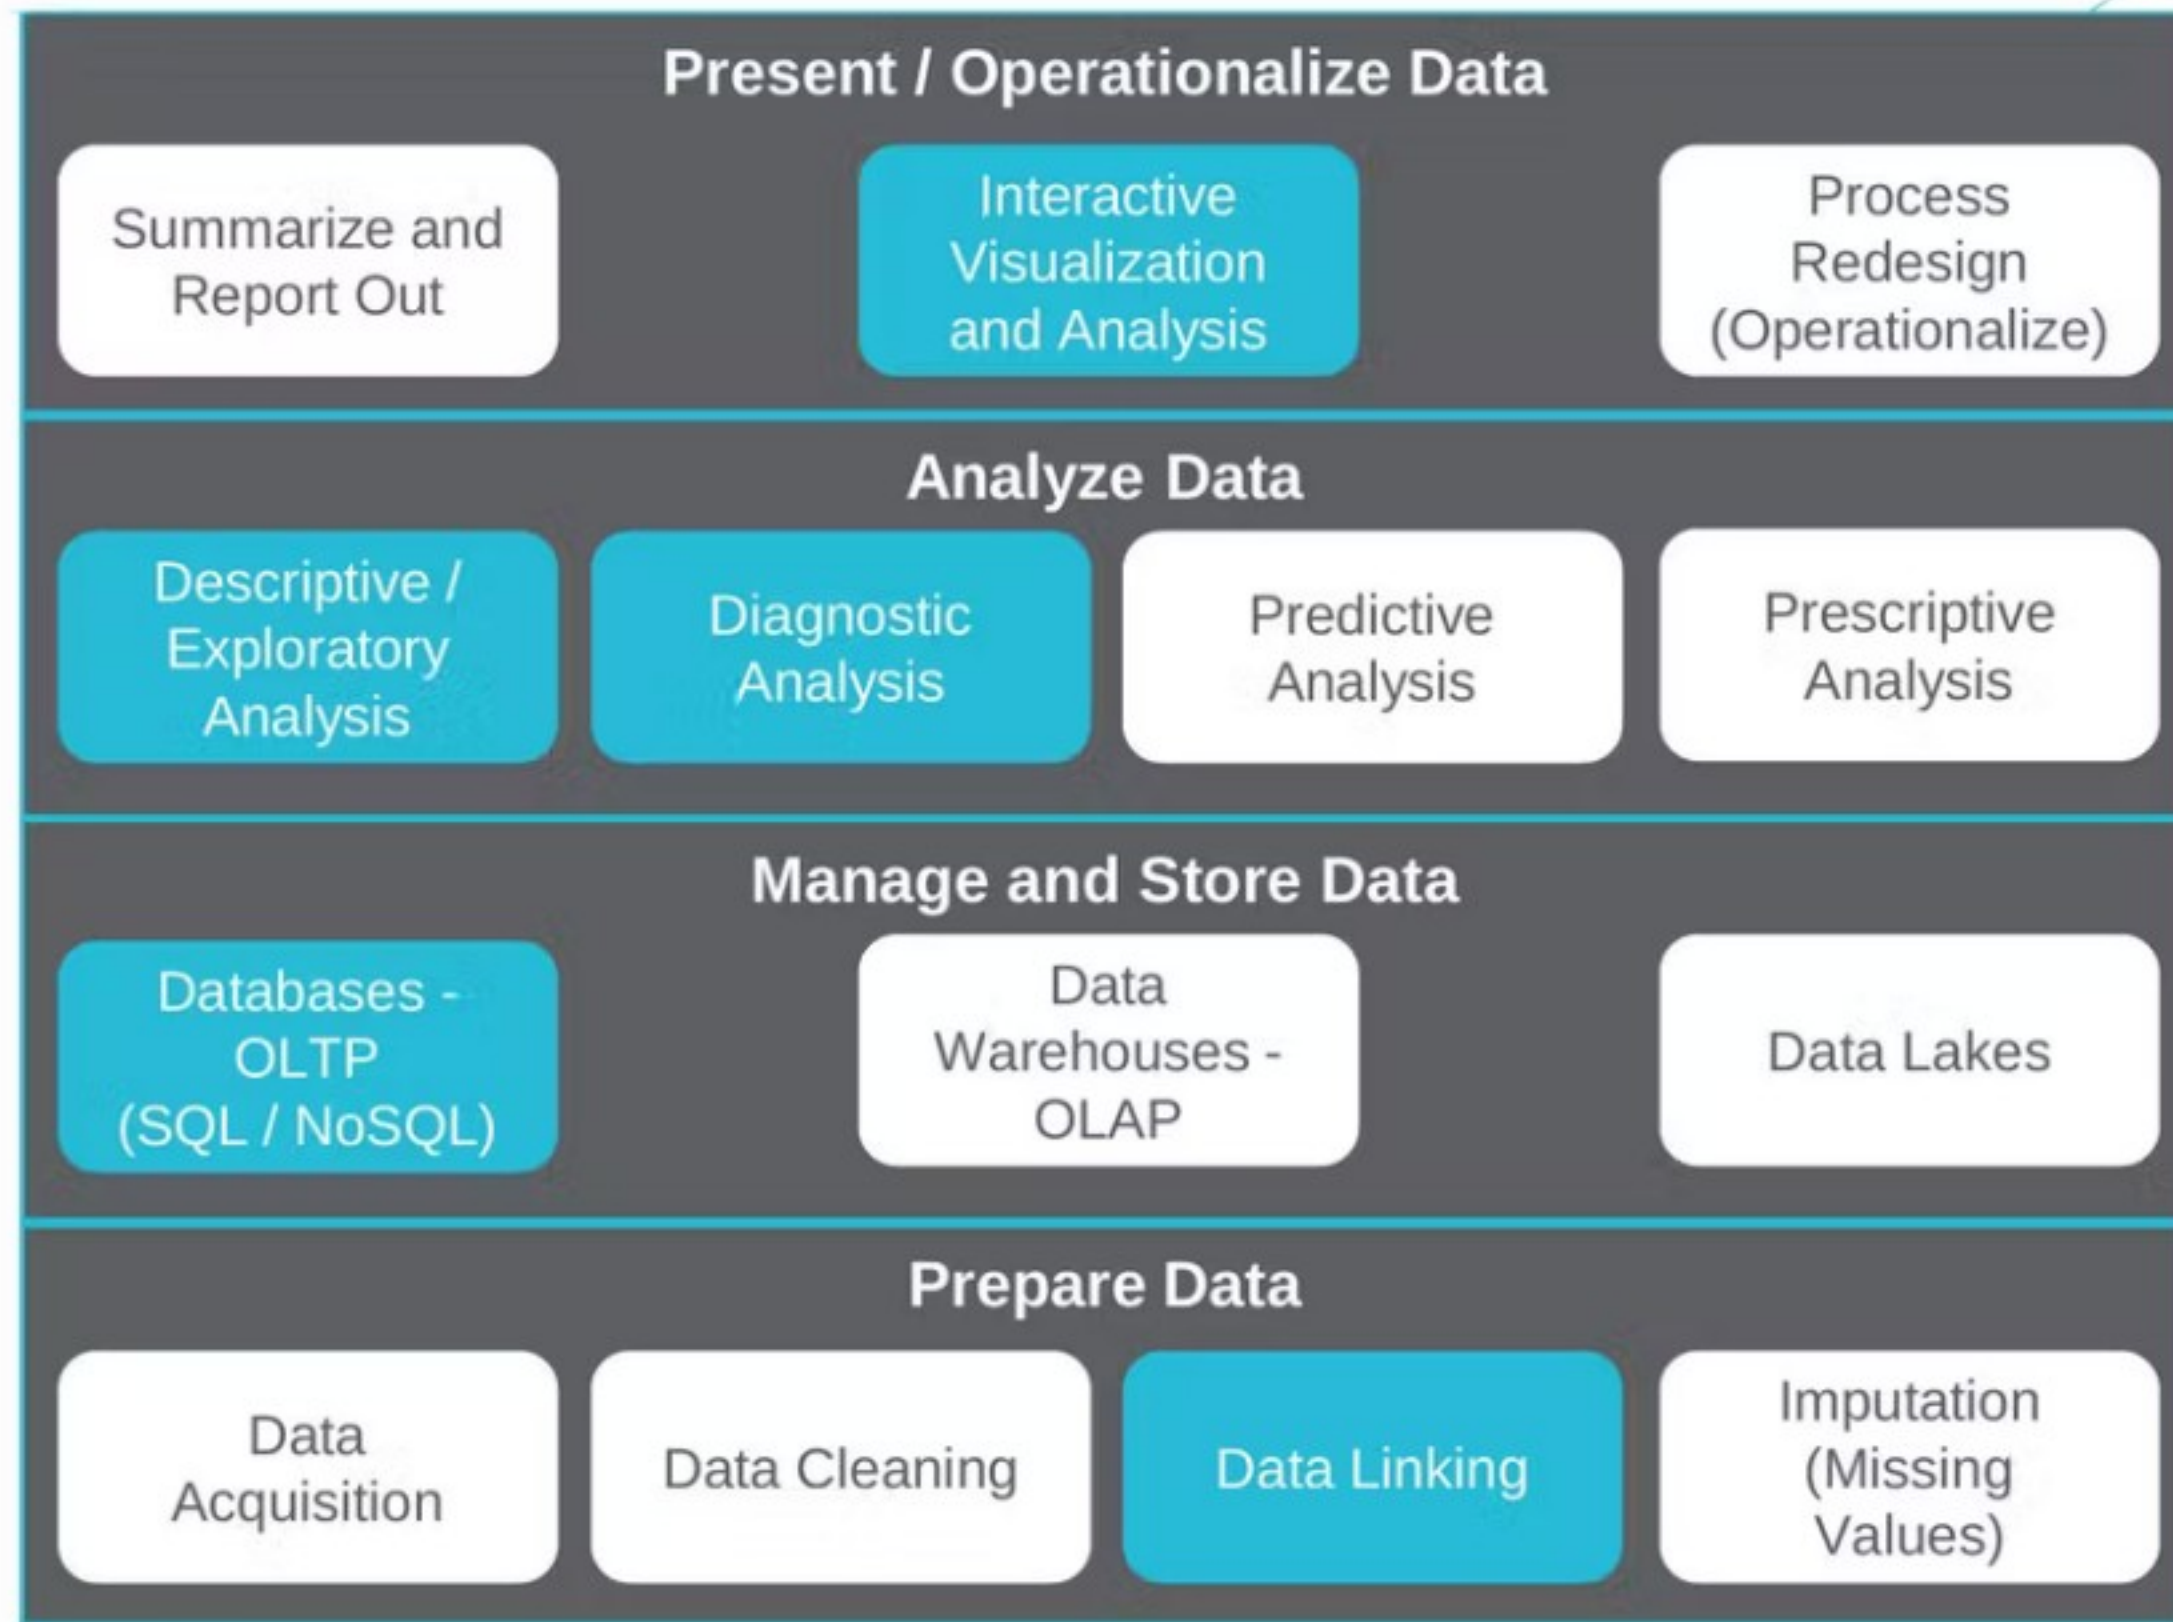 Present / Operationalize Data
Summarize and
Report Out
Interactive
Visualization
and Analysis
Process
Redesign
(Operationalize)
Analyze Data
Descriptive /
Exploratory
Analysis
Diagnostic
Analysis
Predictive
Analysis
Prescriptive
Analysis
Manage and Store Data
Databases -
OLTP
(SQL / NoSQL)
Data
Warehouses -
OLAP
Data Lakes
Prepare Data
Data
Acquisition
Data Cleaning
Data Linking
Imputation
(Missing
Values)